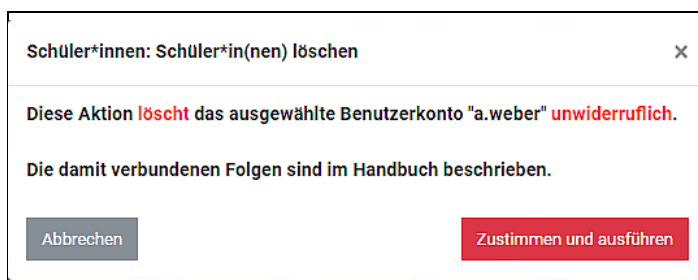 Schüler*innen: Schüler*in(nen) löschen ×
Diese Aktion löscht das ausgewählte Benutzerkonto "a.weber" unwiderruflich.
Die damit verbundenen Folgen sind im Handbuch beschrieben.
Abbrechen Zustimmen und ausführen